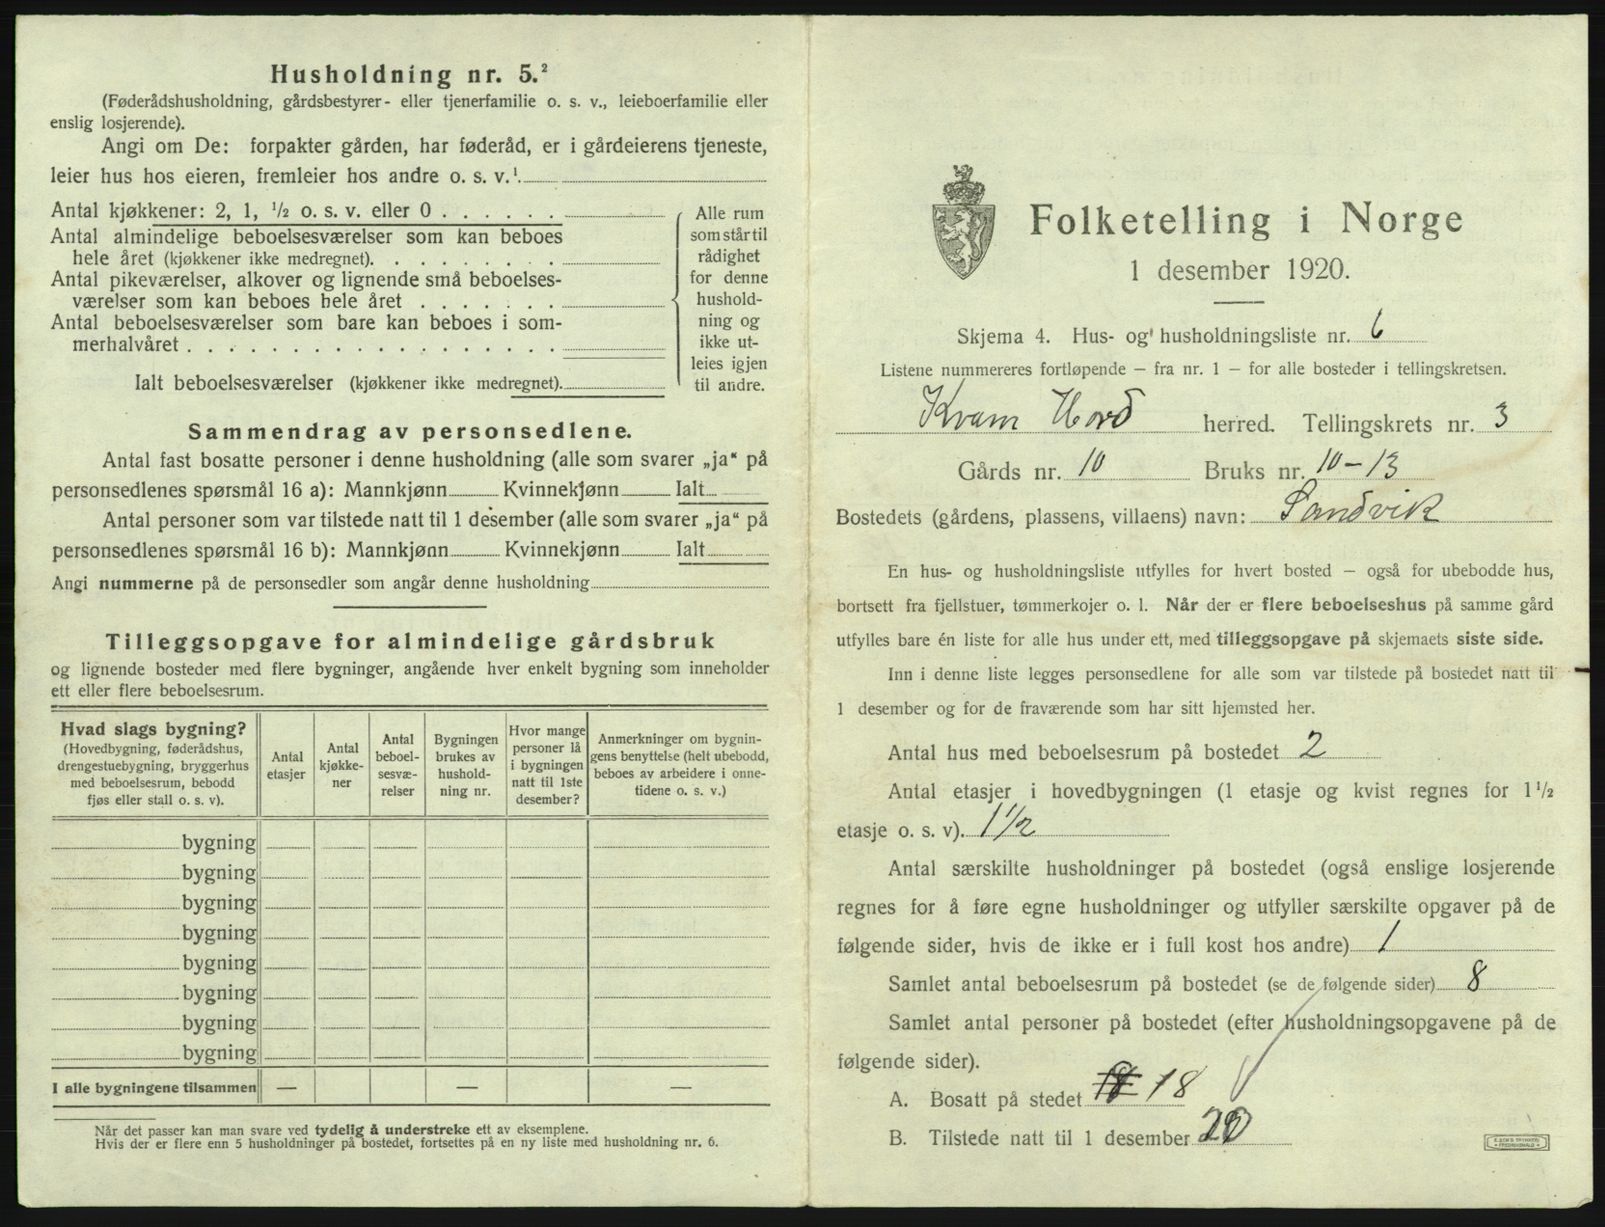 Husholdning nr. 5.²
(Føderådshusholdning, gårdsbestyrer- eller tjenerfamilie o. s. v., leieboerfamilie eller
enslig losjerende).
Angi om De: forpakter gården, har føderåd, er i gårdeierens tjeneste,
leier hus hos eieren, fremleier hos andre o. s. v.¹.
Antal kjøkkener: 2, 1, ½ o. s. v. eller 0 . . . . . .
Antal almindelige beboelsesværelser som kan beboes
hele året (kjøkkener ikke medregnet). . . . . . . . .
Antal pikeværelser, alkover og lignende små beboelses-
værelser som kan beboes hele året . . . . . . .
Antal beboelsesværelser som bare kan beboes i som-
merhalvåret . . . . . . . . . . . . . . . . . .
Ialt beboelsesværelser (kjøkkener ikke medregnet).
Alle rum
som står til
rådighet
for denne
hushold-
ning og
ikke ut-
leies igjen
til andre.
Sammendrag av personsedlene.
Antal fast bosatte personer i denne husholdning (alle som svarer „ja“ på
personsedlenes spørsmål 16 a): Mannkjønn Kvinnekjønn Ialt
Antal personer som var tilstede natt til 1 desember (alle som svarer „ja“ på
personsedlenes spørsmål 16 b): Mannkjønn Kvinnekjønn Ialt
Angi nummerne på de personsedler som angår denne husholdning
Tilleggsopgave for almindelige gårdsbruk
og lignende bosteder med flere bygninger, angående hver enkelt bygning som inneholder
ett eller flere beboelsesrum.
Hvad slags bygning?
(Hovedbygning, føderådshus,
drengestuebygning, bryggerhus
med beboelsesrum, bebodd
fjøs eller stall o. s. v).
Antal
etasjer
Antal
kjøkke-
ner
Antal
beboel-
sesvæ-
relser
Bygningen
brukes av
hushold-
ning nr.
Hvor mange
personer lå
i bygningen
natt til 1ste
desember?
Anmerkninger om bygnin-
gens benyttelse (helt ubebodd,
beboes av arbeidere i onne-
tidene o. s. v.)
bygning
bygning
bygning
bygning
bygning
bygning
bygning
bygning
I alle bygningene tilsammen — — —
Når det passer kan man svare ved tydelig å understreke ett av eksemplene.
Hvis der er flere enn 5 husholdninger på bostedet, fortsettes på en ny liste med husholdning nr. 6.
Folketelling i Norge
1 desember 1920.
Skjema 4. Hus- og husholdningsliste nr. 6
Listene nummereres fortløpende – fra nr. 1 – for alle bosteder i tellingskretsen.
Kvam Hord herred. Tellingskrets nr. 3
Gårds nr. 10 Bruks nr. 10-13
Bostedets (gårdens, plassens, villaens) navn: Sandvik
En hus- og husholdningsliste utfylles for hvert bosted – også for ubebodde hus,
bortsett fra fjellstuer, tømmerkojer o. l. Når der er flere beboelseshus på samme gård
utfylles bare én liste for alle hus under ett, med tilleggsopgave på skjemaets siste side.
Inn i denne liste legges personsedlene for alle som var tilstede på bostedet natt til
1 desember og for de fraværende som har sitt hjemsted her.
Antal hus med beboelsesrum på bostedet 2
Antal etasjer i hovedbygningen (1 etasje og kvist regnes for 1½
etasje o. s. v). 1½
Antal særskilte husholdninger på bostedet (også enslige losjerende
regnes for å føre egne husholdninger og utfyller særskilte opgaver på de
følgende sider, hvis de ikke er i full kost hos andre) 1
Samlet antal beboelsesrum på bostedet (se de følgende sider) 8
Samlet antal personer på bostedet (efter husholdningsopgavene på de
følgende sider).
A. Bosatt på stedet 18
B. Tilstede natt til 1 desember 20